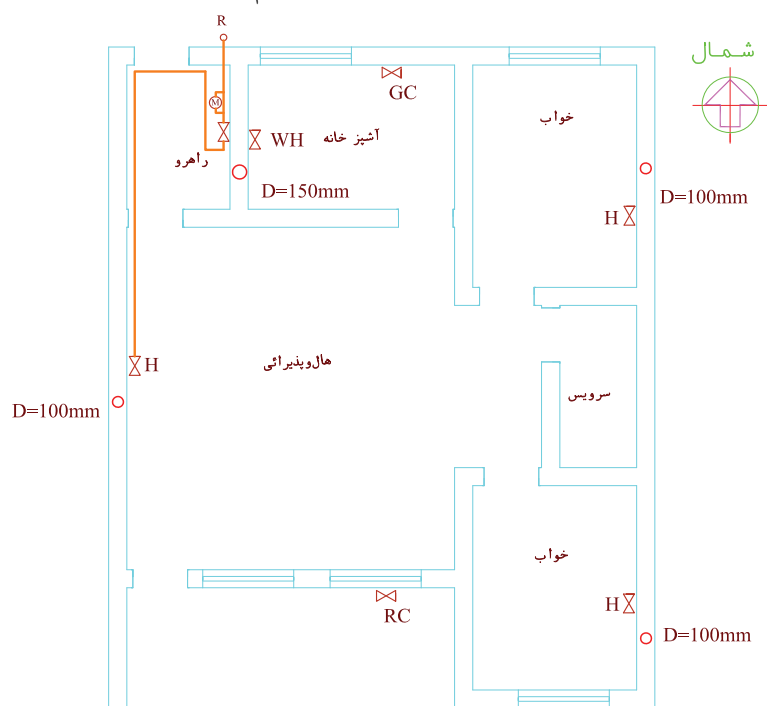 R
شمال
GC
خواب
M
WH
آشپز خانه
راهرو
D=150mm
D=100mm
H
H
هال‌وپذیرائی
D=100mm
سرویس
خواب
H
RC
D=100mm